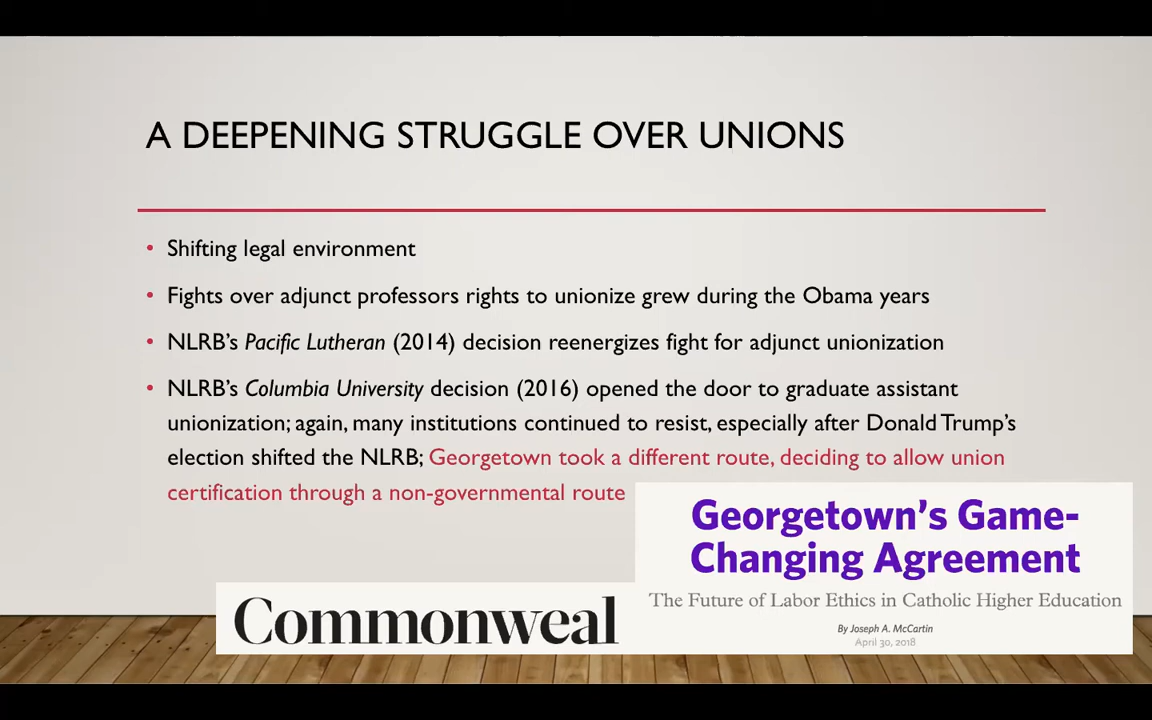 A DEEPENING STRUGGLE OVER UNIONS
• Shifting legal environment
• Fights over adjunct professors rights to unionize grew during the Obama years
• NLRB's Pacific Lutheran (2014) decision reenergizes fight for adjunct unionization
• NLRB's Columbia University decision (2016) opened the door to graduate assistant
unionization; again, many institutions continued to resist, especially after Donald Trump's
election shifted the NLRB; Georgetown took a different route, deciding to allow union
certification through a non-governmental route
Georgetown's Game-
Changing Agreement
The Future of Labor Ethics in Catholic Higher Education
By Joseph A. McCartin
April 30, 2018
Commonweal